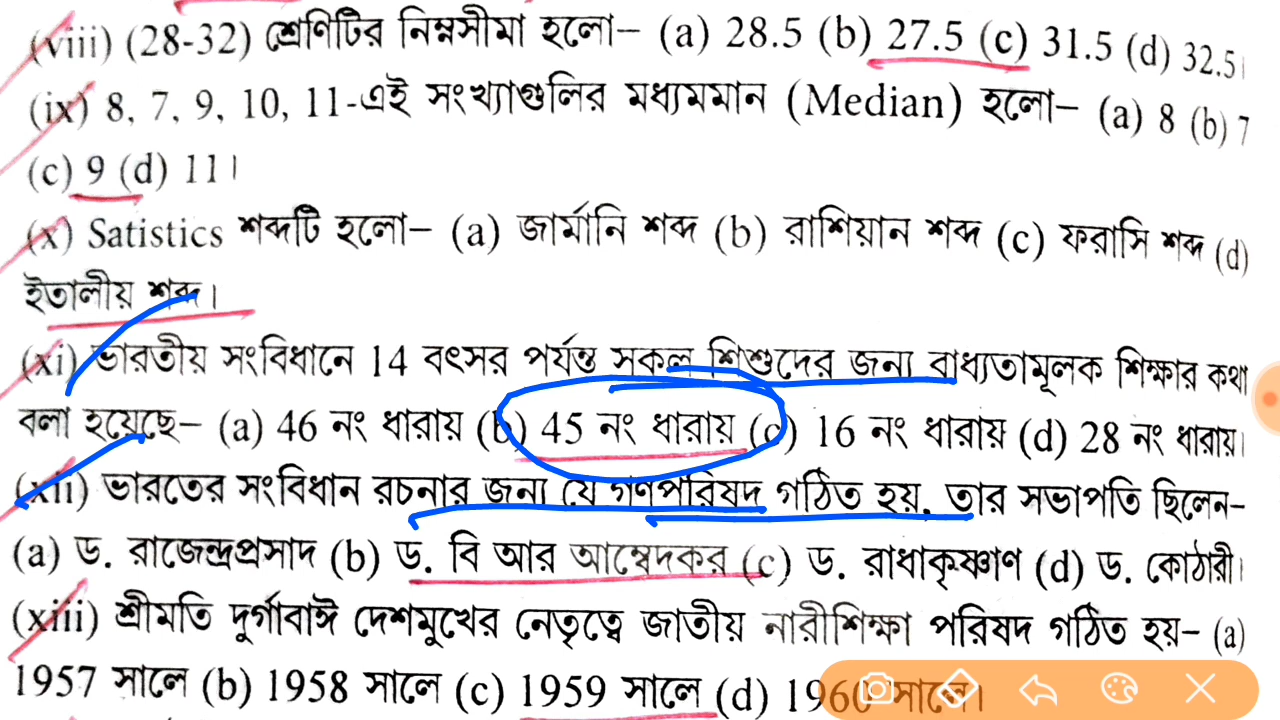 (viii) (28-32) শ্রেণিটির নিম্নসীমা হলো– (a) 28.5 (b) 27.5 (c) 31.5 (d) 32.5।
(ix) 8, 7, 9, 10, 11-এই সংখ্যাগুলির মধ্যমমান (Median) হলো– (a) 8 (b) 7
(c) 9 (d) 11।
(x) Satistics শব্দটি হলো– (a) জার্মানি শব্দ (b) রাশিয়ান শব্দ (c) ফরাসি শব্দ (d)
ইতালীয় শব্দ।
(xi) ভারতীয় সংবিধানে 14 বৎসর পর্যন্ত সকল শিশুদের জন্য বাধ্যতামূলক শিক্ষার কথা
বলা হয়েছে– (a) 46 নং ধারায় (b) 45 নং ধারায় (c) 16 নং ধারায় (d) 28 নং ধারায়।
(xii) ভারতের সংবিধান রচনার জন্য যে গণপরিষদ গঠিত হয়, তার সভাপতি ছিলেন–
(a) ড. রাজেন্দ্রপ্রসাদ (b) ড. বি আর আম্বেদকর (c) ড. রাধাকৃষ্ণাণ (d) ড. কোঠারী।
(xiii) শ্রীমতি দুর্গাবাঈ দেশমুখের নেতৃত্বে জাতীয় নারীশিক্ষা পরিষদ গঠিত হয়– (a)
1957 সালে (b) 1958 সালে (c) 1959 সালে (d) 1960 সালে।